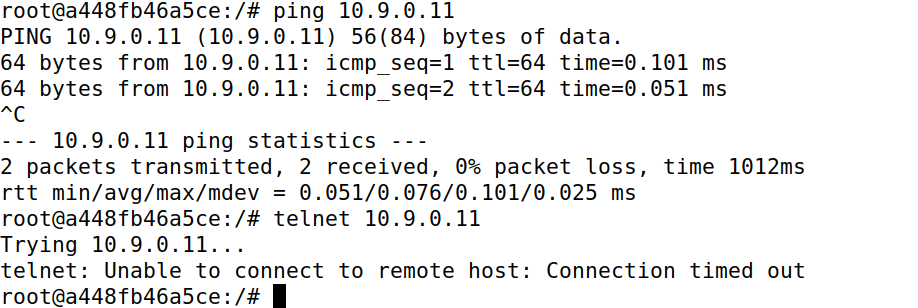 root@a448fb46a5ce:/# ping 10.9.0.11
PING 10.9.0.11 (10.9.0.11) 56(84) bytes of data.
64 bytes from 10.9.0.11: icmp_seq=1 ttl=64 time=0.101 ms
64 bytes from 10.9.0.11: icmp_seq=2 ttl=64 time=0.051 ms
^C
--- 10.9.0.11 ping statistics ---
2 packets transmitted, 2 received, 0% packet loss, time 1012ms
rtt min/avg/max/mdev = 0.051/0.076/0.101/0.025 ms
root@a448fb46a5ce:/# telnet 10.9.0.11
Trying 10.9.0.11...
telnet: Unable to connect to remote host: Connection timed out
root@a448fb46a5ce:/#